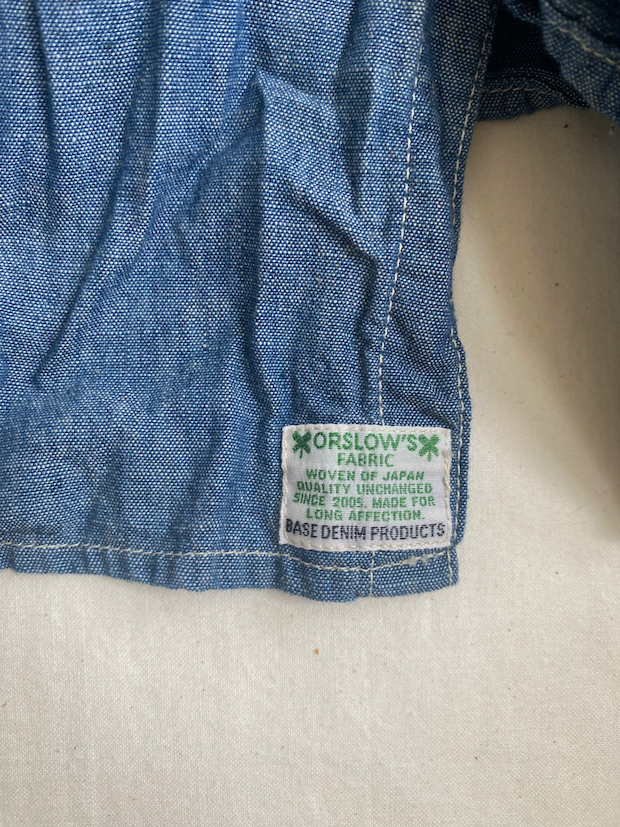 ORSLOW'S
FABRIC
WOVEN OF JAPAN
QUALITY UNCHANGED
SINCE 2005. MADE FOR
LONG AFFECTION.
BASE DENIM PRODUCTS